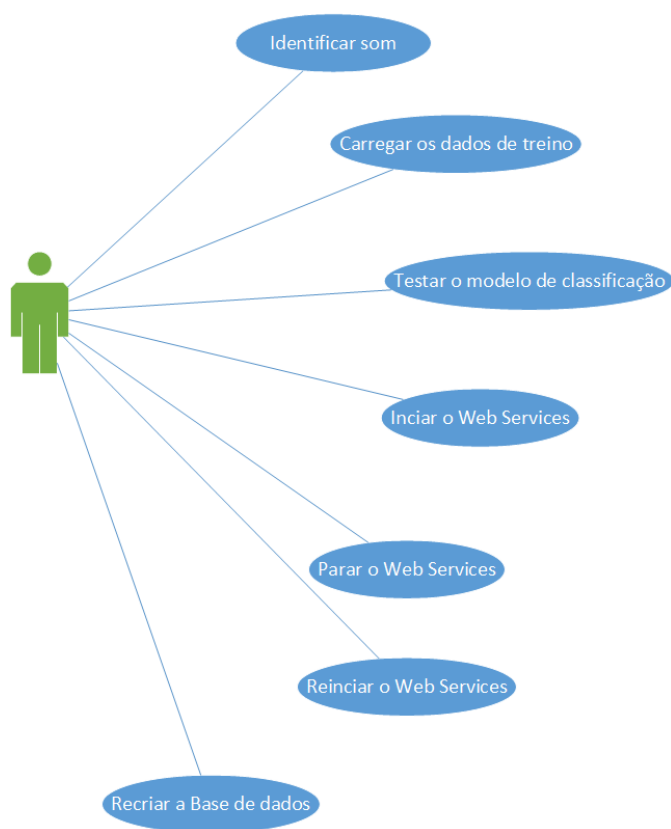 Identificar som
Carregar os dados de treino
Testar o modelo de classificação
Inciar o Web Services
Parar o Web Services
Reinciar o Web Services
Recriar a Base de dados